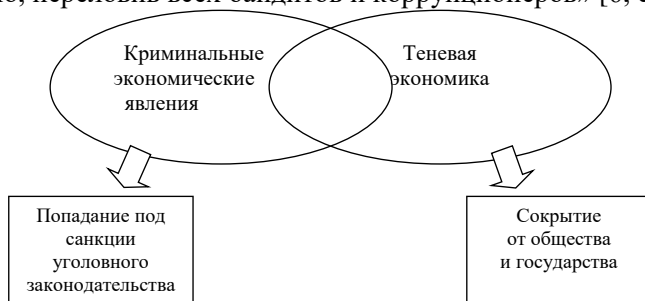 переловив всех бандитов и коррупционеров» [6, с
Криминальные
экономические
явления
Теневая
экономика
Попадание под
санкции
уголовного
законодательства
Сокрытие
от общества
и государства